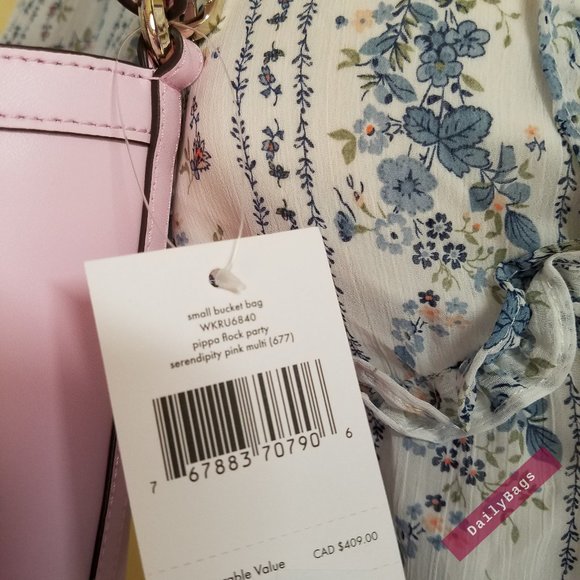 small bucket bag
WKRU6840
pippa flock party
serendipity pink multi (677)
7 67883 70790 6
CAD $409.00
Value
DailyBags